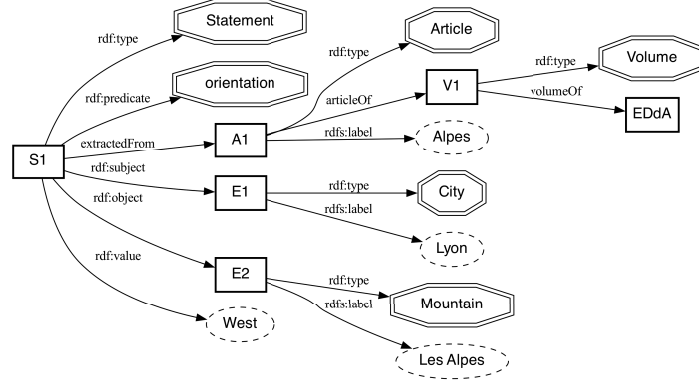 Statement
rdf:type
Article
rdf:type
Volume
rdf:type
orientation
rdf:predicate
V1
articleOf
volumeOf
EDdA
extractedFrom
A1
rdfs:label
Alpes
S1
rdf:subject
E1
rdf:type
City
rdf:object
rdfs:label
Lyon
rdf:value
E2
rdf:type
Mountain
rdfs:label
West
Les Alpes